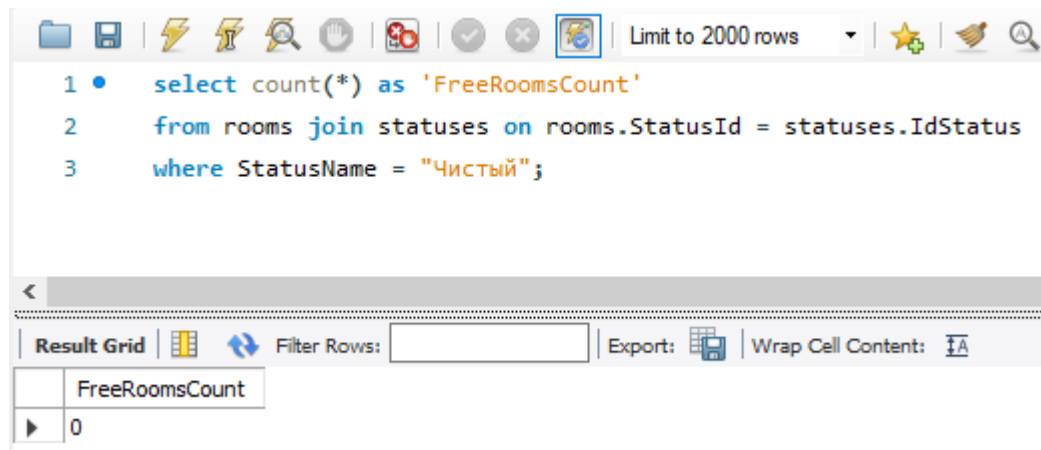 Limit to 2000 rows
1 select count(*) as 'FreeRoomsCount'
2 from rooms join statuses on rooms.StatusId = statuses.IdStatus
3 where StatusName = "Чистый";
Result Grid Filter Rows: Export: Wrap Cell Content: IA
FreeRoomsCount
0